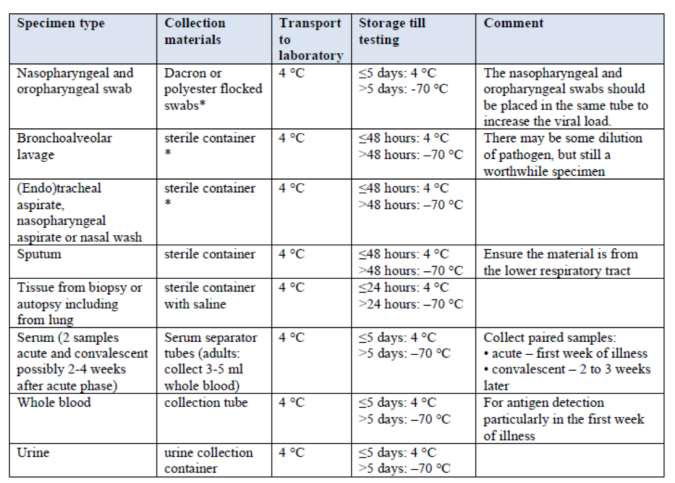 Specimen type
Collection
materials
Transport
to
laboratory
Storage till
testing
Comment
Nasopharyngeal and
oropharyngeal swab
Dacron or
polyester flocked
swabs*
4 °C
≤5 days: 4 °C
>5 days: -70 °C
The nasopharyngeal and
oropharyngeal swabs should
be placed in the same tube to
increase the viral load.
Bronchoalveolar
lavage
sterile container
*
4 °C
≤48 hours: 4 °C
>48 hours: –70 °C
There may be some dilution
of pathogen, but still a
worthwhile specimen
(Endo)tracheal
aspirate,
nasopharyngeal
aspirate or nasal wash
sterile container
*
4 °C
≤48 hours: 4 °C
>48 hours: –70 °C
Sputum
sterile container
4 °C
≤48 hours: 4 °C
>48 hours: –70 °C
Ensure the material is from
the lower respiratory tract
Tissue from biopsy or
autopsy including
from lung
sterile container
with saline
4 °C
≤24 hours: 4 °C
>24 hours: –70 °C
Serum (2 samples
acute and convalescent
possibly 2-4 weeks
after acute phase)
Serum separator
tubes (adults:
collect 3-5 ml
whole blood)
4 °C
≤5 days: 4 °C
>5 days: –70 °C
Collect paired samples:
• acute – first week of illness
• convalescent – 2 to 3 weeks
later
Whole blood
collection tube
4 °C
≤5 days: 4 °C
>5 days: –70 °C
For antigen detection
particularly in the first week
of illness
Urine
urine collection
container
4 °C
≤5 days: 4 °C
>5 days: –70 °C